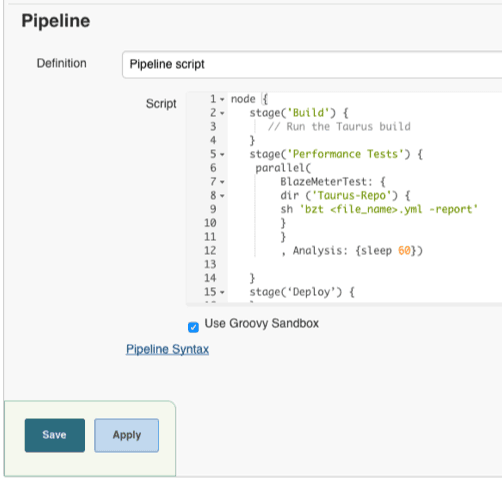 Pipeline
Definition
Pipeline script
Script
1 node {
2 stage('Build') {
3 // Run the Taurus build
4 }
5 stage('Performance Tests') {
6 parallel(
7 BlazeMeterTest: {
8 dir ('Taurus-Repo') {
9 sh 'bzt <file_name>.yml -report'
10 }
11 }
12 , Analysis: {sleep 60})
13
14 }
15 stage(‘Deploy’) {
Use Groovy Sandbox
Pipeline Syntax
Save
Apply